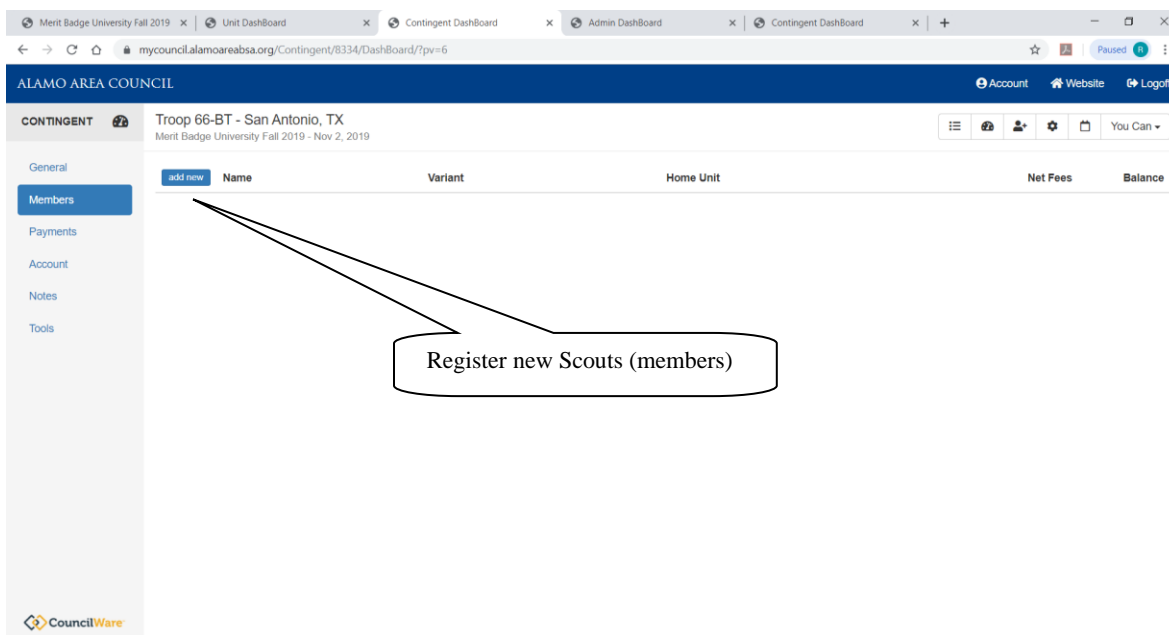 Merit Badge University Fall 2019 Unit DashBoard Contingent DashBoard Admin DashBoard Contingent DashBoard
mycouncil.alamoareabsa.org/Contingent/8334/DashBoard/?pv=6 Paused R
ALAMO AREA COUNCIL Account Website Logoff
CONTINGENT Troop 66-BT - San Antonio, TX
Merit Badge University Fall 2019 - Nov 2, 2019 You Can
General
add new Name Variant Home Unit Net Fees Balance
Members
Payments
Account
Notes
Tools
Register new Scouts (members)
CouncilWare